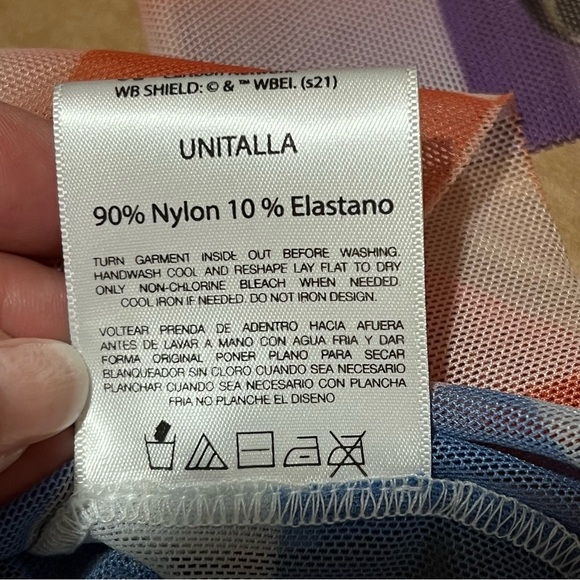 WB SHIELD: © & ™ WBEI. (s21)
UNITALLA
90% Nylon 10 % Elastano
TURN GARMENT INSIDE OUT BEFORE WASHING.
HANDWASH COOL AND RESHAPE LAY FLAT TO DRY
ONLY NON-CHLORINE BLEACH WHEN NEEDED
COOL IRON IF NEEDED. DO NOT IRON DESIGN.
VOLTEAR PRENDA DE ADENTRO HACIA AFUERA
ANTES DE LAVAR A MANO CON AGUA FRIA Y DAR
FORMA ORIGINAL PONER PLANO PARA SECAR
BLANQUEADOR SIN CLORO CUANDO SEA NECESARIO
PLANCHAR CUANDO SEA NECESARIO CON PLANCHA
FRIA NO PLANCHE EL DISENO